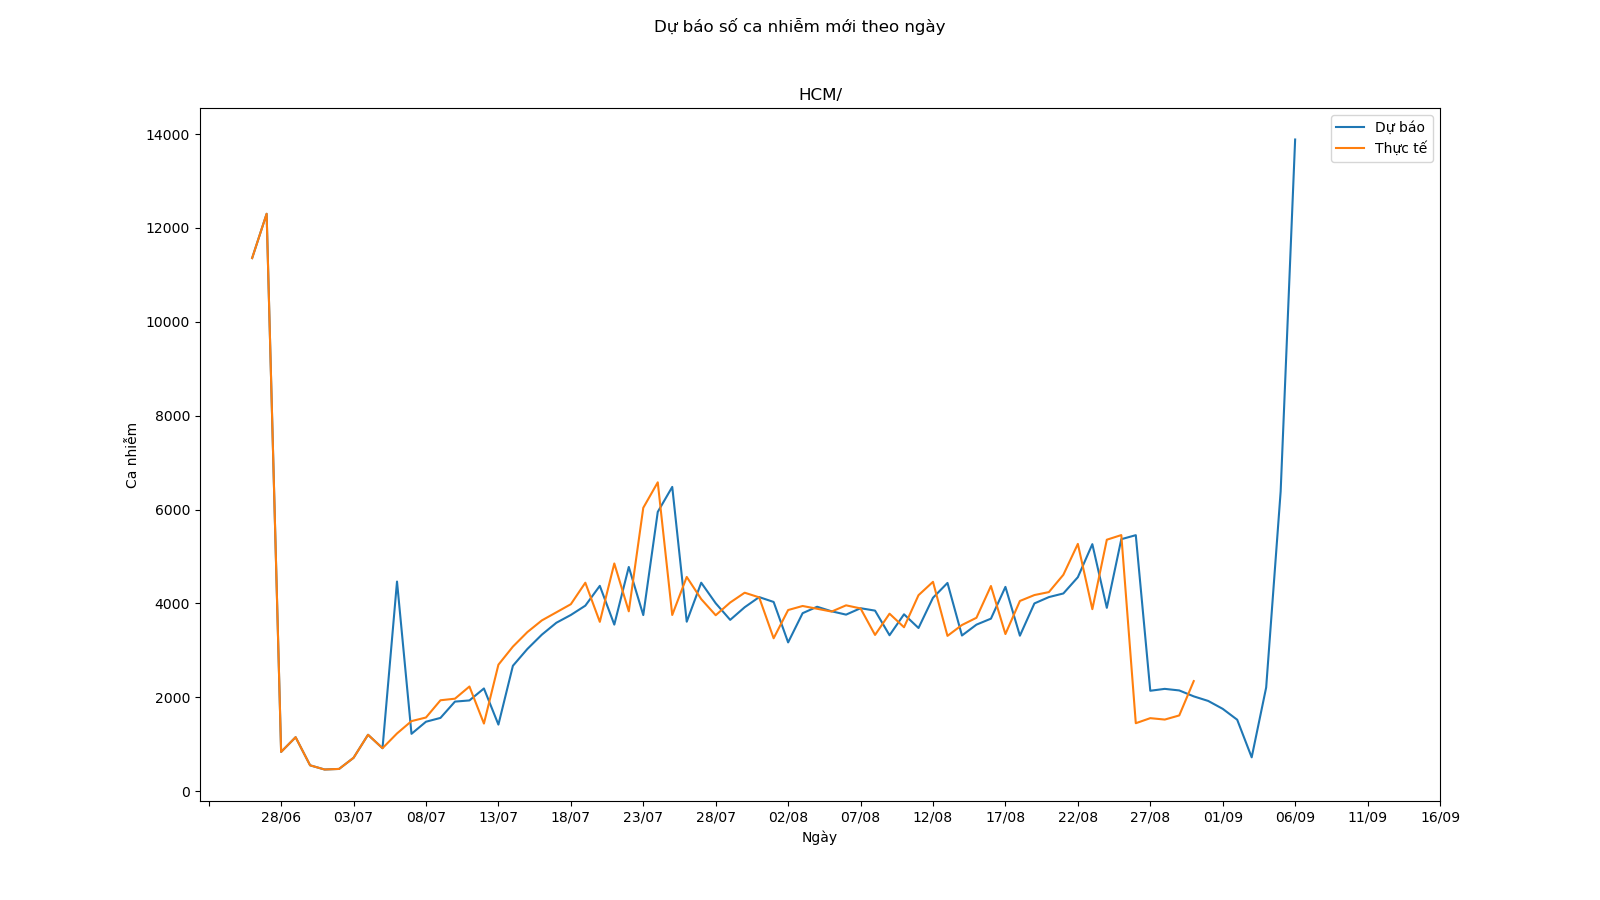 Dự báo số ca nhiễm mới theo ngày
HCM/
Dự báo
Thực tế
14000
12000
10000
8000
6000
4000
2000
0
Ca nhiễm
28/06 03/07 08/07 13/07 18/07 23/07 28/07 02/08 07/08 12/08 17/08 22/08 27/08 01/09 06/09 11/09 16/09
Ngày